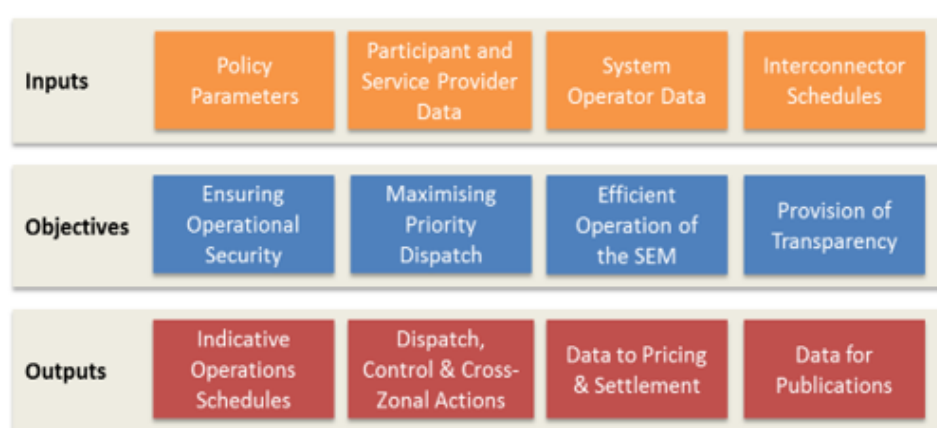 Inputs
Policy
Parameters
Participant and
Service Provider
Data
System
Operator Data
Interconnector
Schedules
Objectives
Ensuring
Operational
Security
Maximising
Priority
Dispatch
Efficient
Operation of
the SEM
Provision of
Transparency
Outputs
Indicative
Operations
Schedules
Dispatch,
Control & Cross-
Zonal Actions
Data to Pricing
& Settlement
Data for
Publications